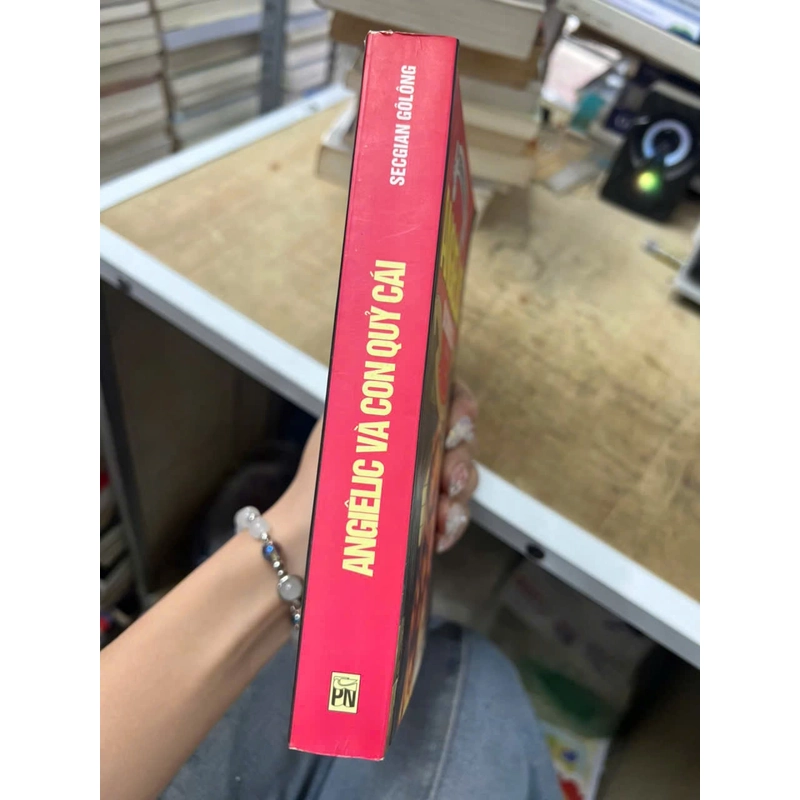 SECGIAN GÔLÔNG
ANGIÊLIC VÀ CON QUỶ CÁI
PN